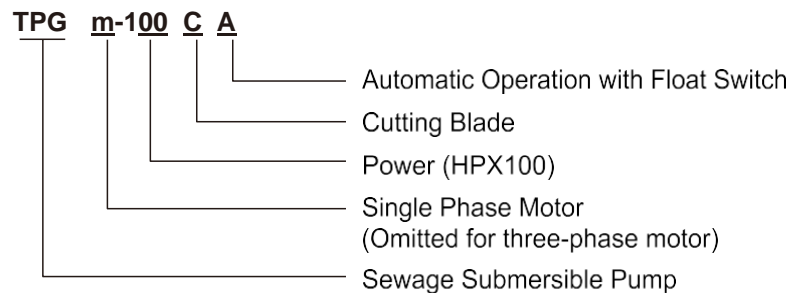 TPG m-100 C A
Automatic Operation with Float Switch
Cutting Blade
Power (HPX100)
Single Phase Motor
(Omitted for three-phase motor)
Sewage Submersible Pump